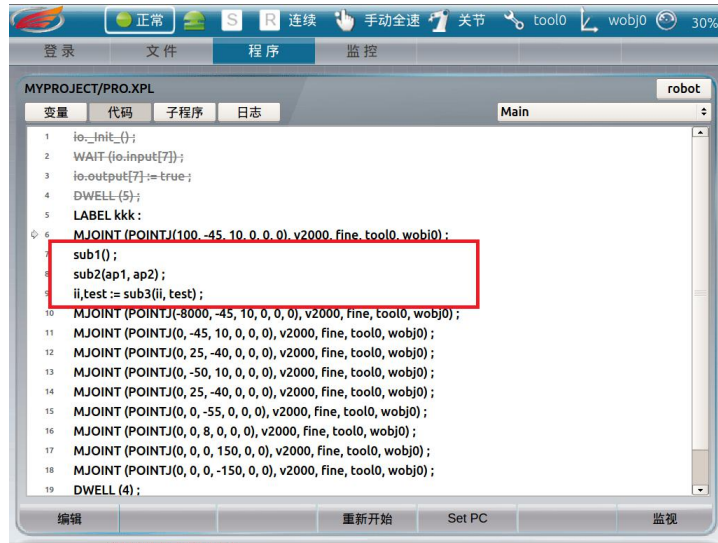 正常 S R 连续 手动全速 关节 tool0 wobj0 30%
登录 文件 程序 监控
MYPROJECT/PRO.XPL robot
变量 代码 子程序 日志 Main
1 io._Init_() ;
2 WAIT (io.input[7]) ;
3 io.output[7] := true ;
4 DWELL (5) ;
5 LABEL kkk :
6 MJOINT (POINTJ(100, -45, 10, 0, 0, 0), v2000, fine, tool0, wobj0) ;
7 sub1() ;
8 sub2(ap1, ap2) ;
9 ii,test := sub3(ii, test) ;
10 MJOINT (POINTJ(-8000, -45, 10, 0, 0, 0), v2000, fine, tool0, wobj0) ;
11 MJOINT (POINTJ(0, -45, 10, 0, 0, 0), v2000, fine, tool0, wobj0) ;
12 MJOINT (POINTJ(0, 25, -40, 0, 0, 0), v2000, fine, tool0, wobj0) ;
13 MJOINT (POINTJ(0, -50, 10, 0, 0, 0), v2000, fine, tool0, wobj0) ;
14 MJOINT (POINTJ(0, 25, -40, 0, 0, 0), v2000, fine, tool0, wobj0) ;
15 MJOINT (POINTJ(0, 0, -55, 0, 0, 0), v2000, fine, tool0, wobj0) ;
16 MJOINT (POINTJ(0, 0, 8, 0, 0, 0), v2000, fine, tool0, wobj0) ;
17 MJOINT (POINTJ(0, 0, 0, 150, 0, 0), v2000, fine, tool0, wobj0) ;
18 MJOINT (POINTJ(0, 0, 0, -150, 0, 0), v2000, fine, tool0, wobj0) ;
19 DWELL (4) ;
编辑 重新开始 Set PC 监视